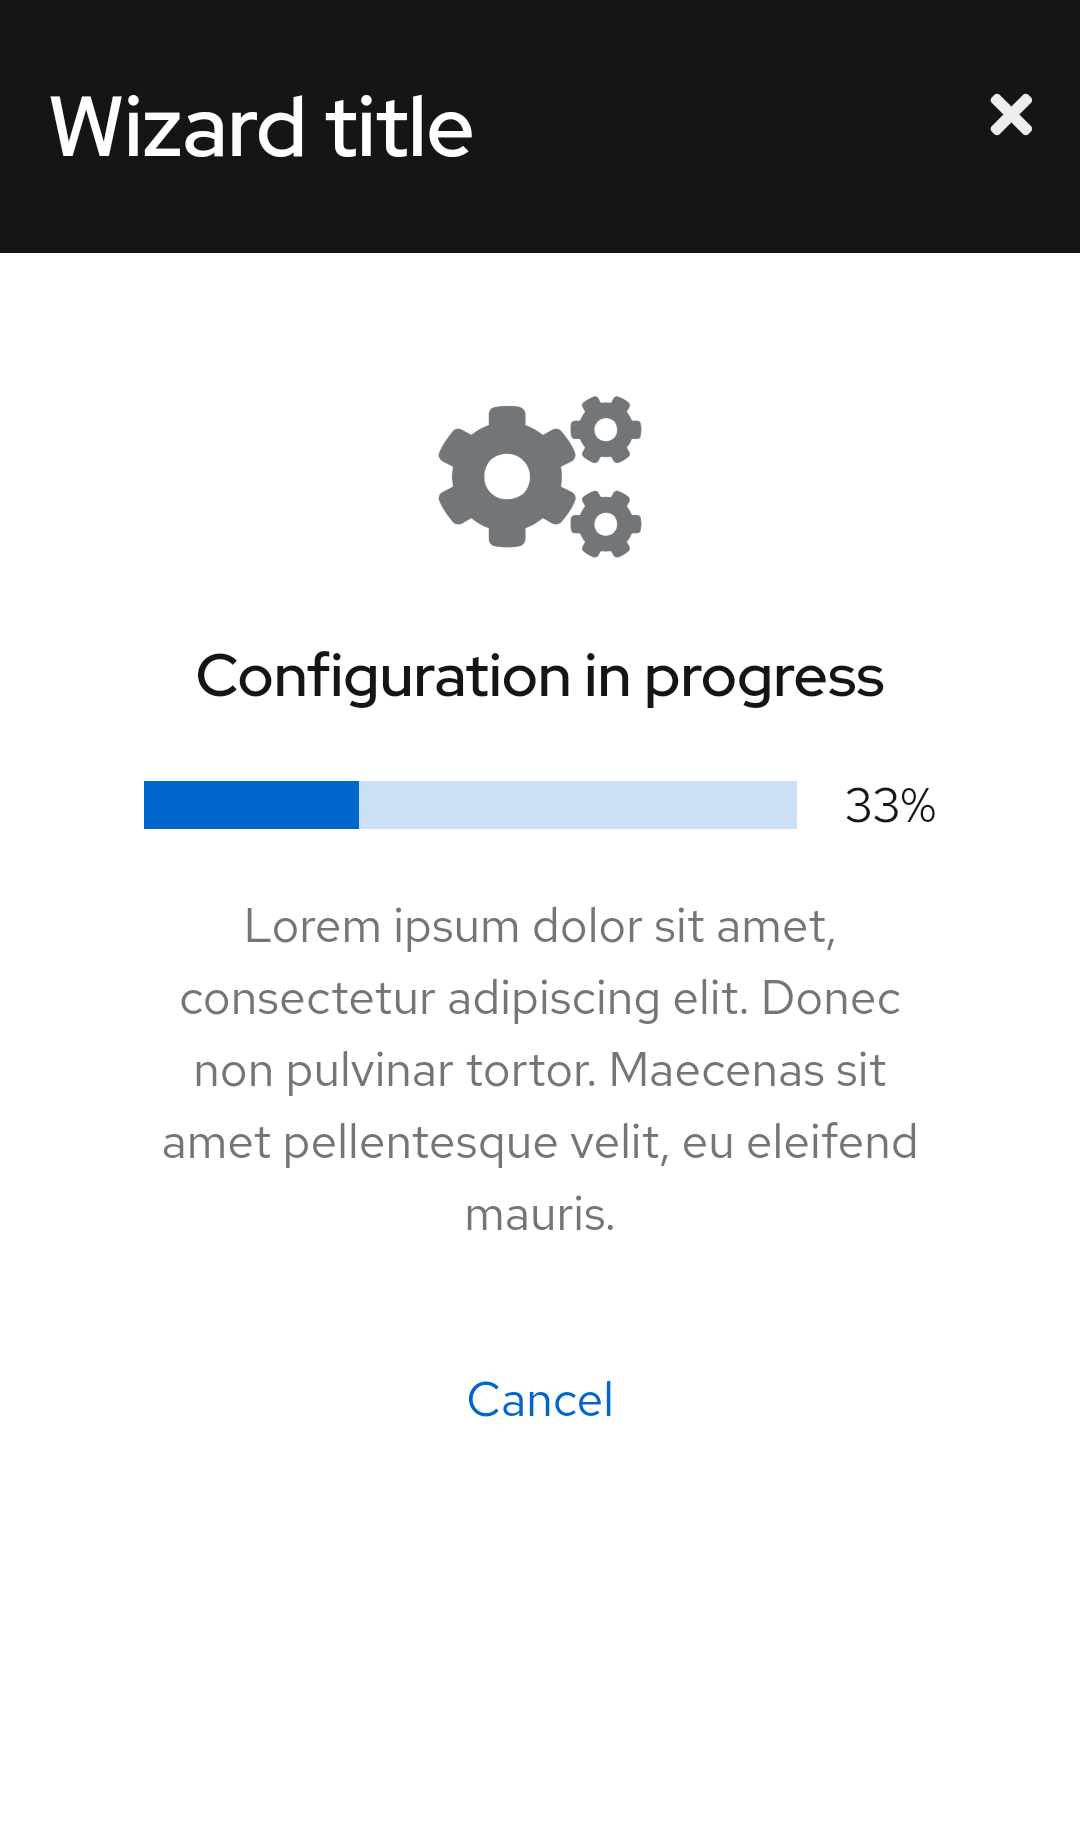 Wizard title
Configuration in progress
33%
Lorem ipsum dolor sit amet,
consectetur adipiscing elit. Donec
non pulvinar tortor. Maecenas sit
amet pellentesque velit, eu eleifend
mauris.
Cancel